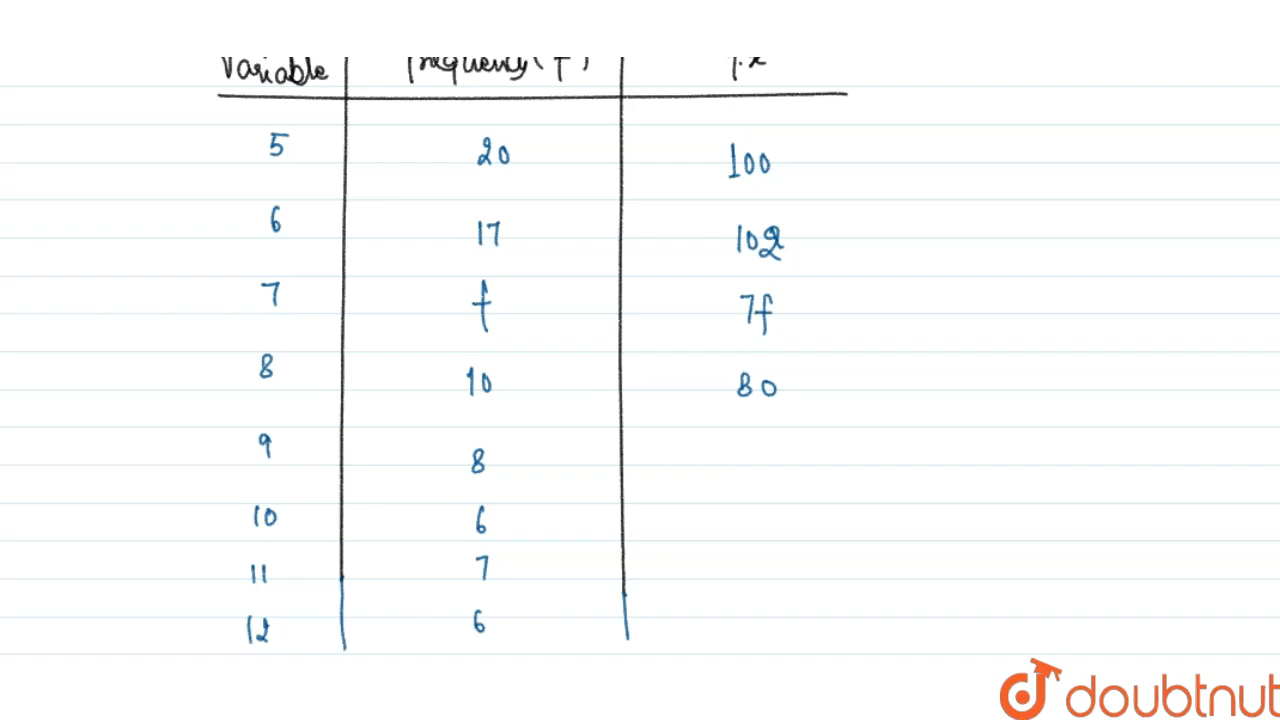 Variable frequency(f) f.x
5 20 100
6 17 102
7 f 7f
8 10 80
9 8
10 6
11 7
12 6
doubtnut